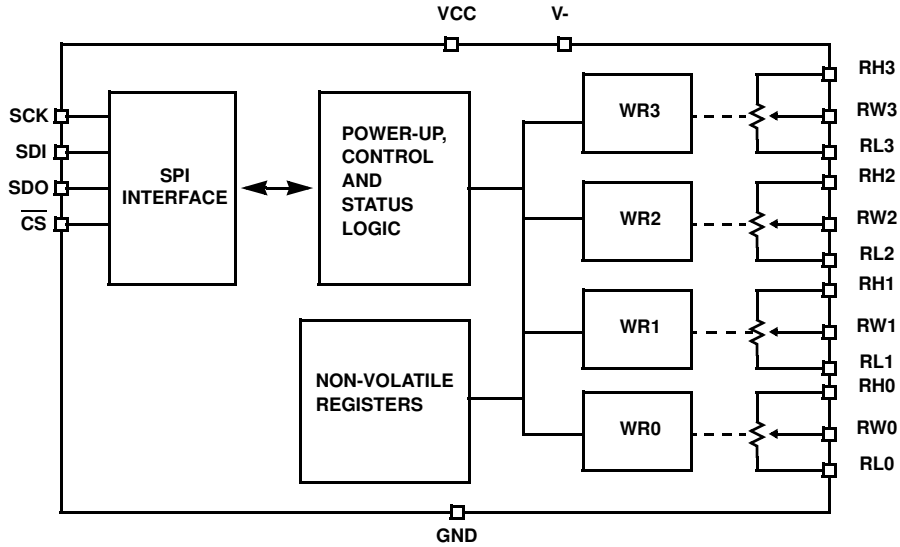 VCC
V-
SCK
SDI
SDO
CS
SPI
INTERFACE
POWER-UP,
CONTROL
AND
STATUS
LOGIC
NON-VOLATILE
REGISTERS
WR3
WR2
WR1
WR0
RH3
RW3
RL3
RH2
RW2
RL2
RH1
RW1
RL1
RH0
RW0
RL0
GND